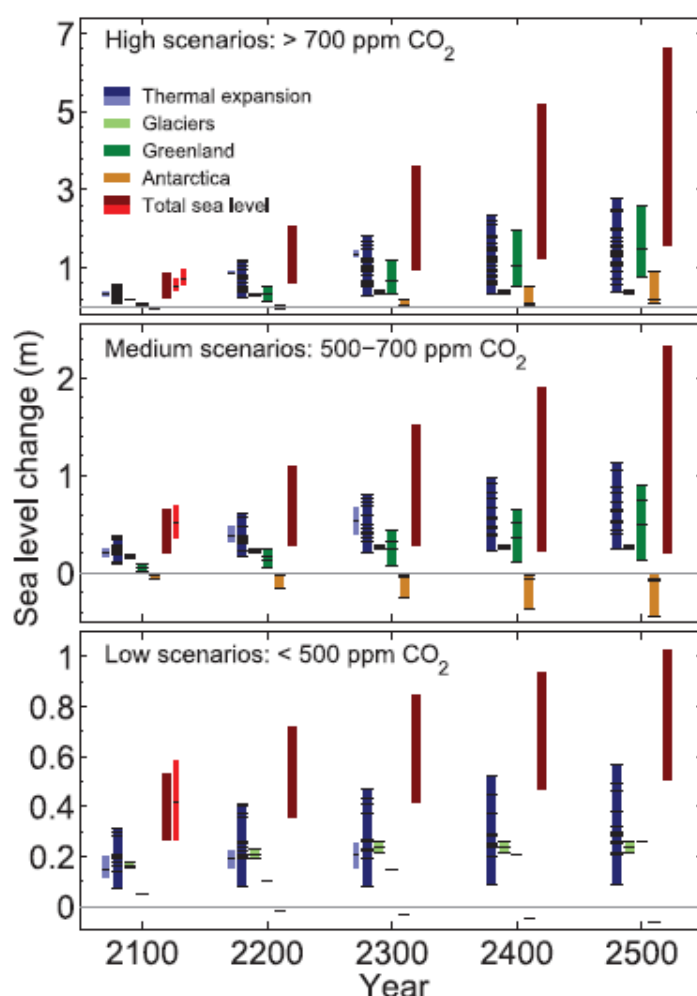 7
High scenarios: > 700 ppm CO₂
Thermal expansion
5
Glaciers
Greenland
Antarctica
3
Total sea level
1
Medium scenarios: 500–700 ppm CO₂
2
1
0
Sea level change (m)
Low scenarios: < 500 ppm CO₂
1
0.8
0.6
0.4
0.2
0
2100 2200 2300 2400 2500
Year